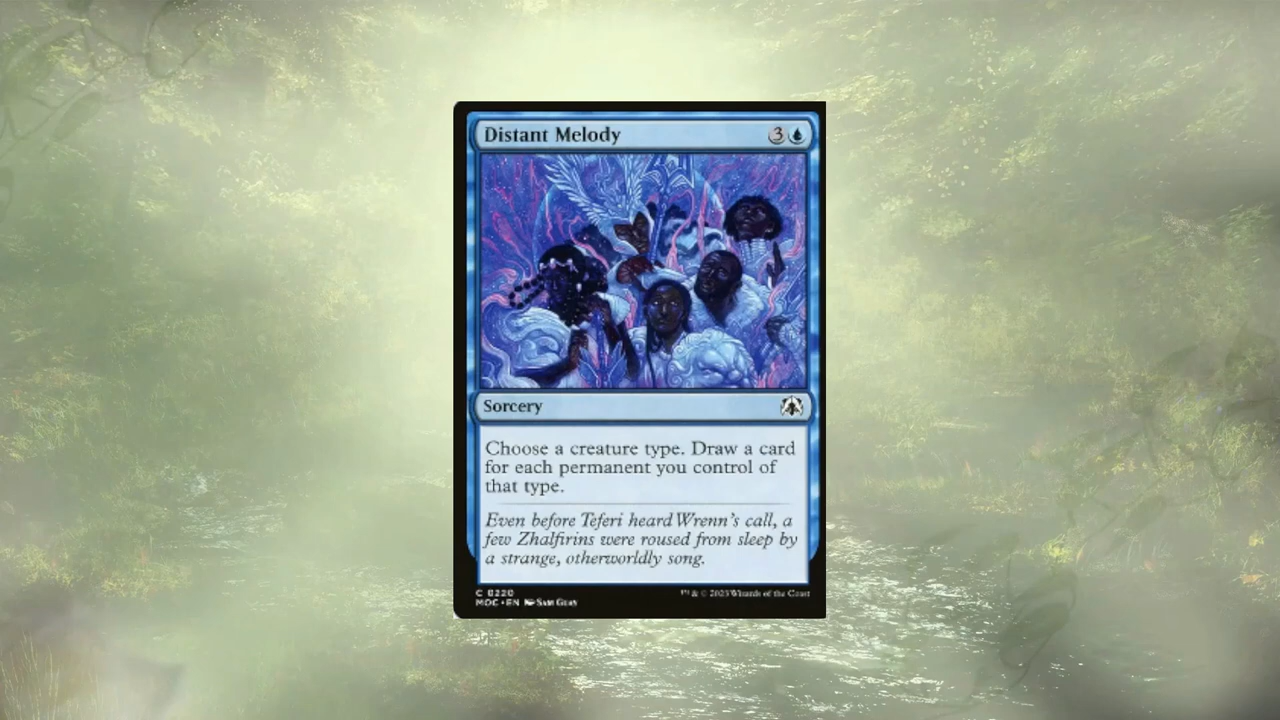 Distant Melody 3
Sorcery
Choose a creature type. Draw a card
for each permanent you control of
that type.
Even before Teferi heard Wrenn's call, a
few Zhalfirins were roused from sleep by
a strange, otherworldly song.
C 0220
MOC • EN Sam Guay
™ & © 2023 Wizards of the Coast